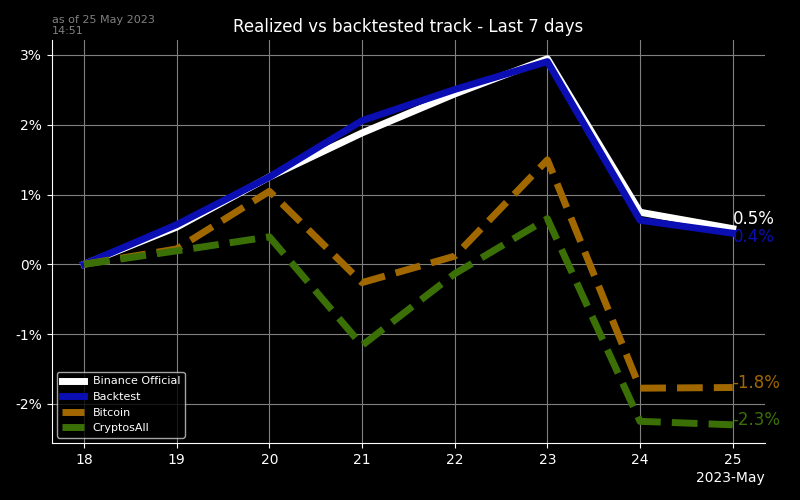 as of 25 May 2023
14:51
Realized vs backtested track - Last 7 days
3%
2%
1%
0%
-1%
-2%
0.5%
0.4%
-1.8%
-2.3%
Binance Official
Backtest
Bitcoin
CryptosAll
18 19 20 21 22 23 24 25
2023-May